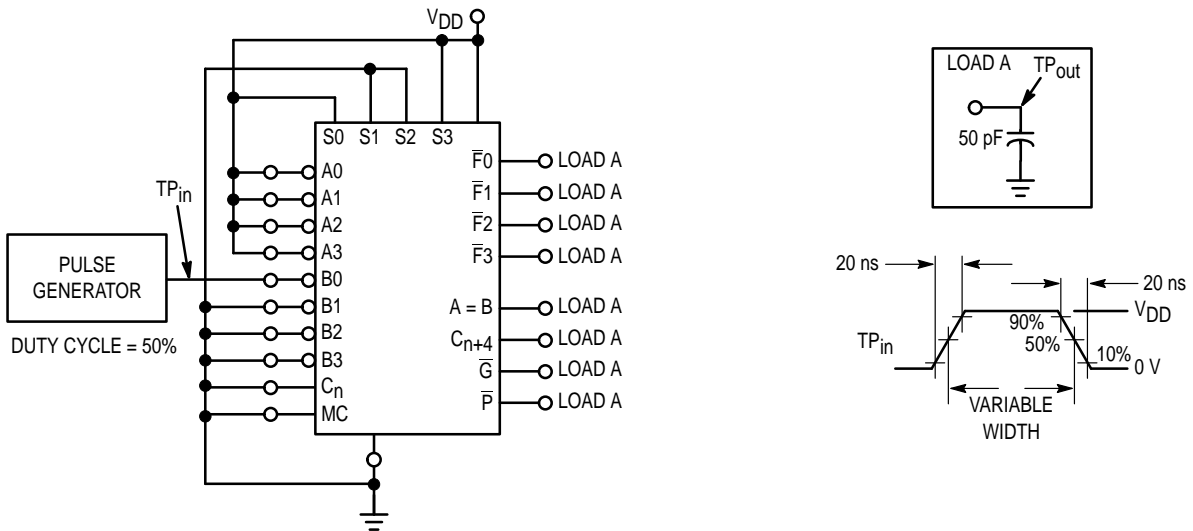 VDD
S0 S1 S2 S3
A0
A1
A2
A3
B0
B1
B2
B3
Cn
MC
TPin
PULSE
GENERATOR
DUTY CYCLE = 50%
F̅0 LOAD A
F̅1 LOAD A
F̅2 LOAD A
F̅3 LOAD A
A = B LOAD A
Cn+4 LOAD A
G̅ LOAD A
P̅ LOAD A
LOAD A TPout
50 pF
20 ns
20 ns
VDD
90%
50%
10%
0 V
TPin
VARIABLE
WIDTH